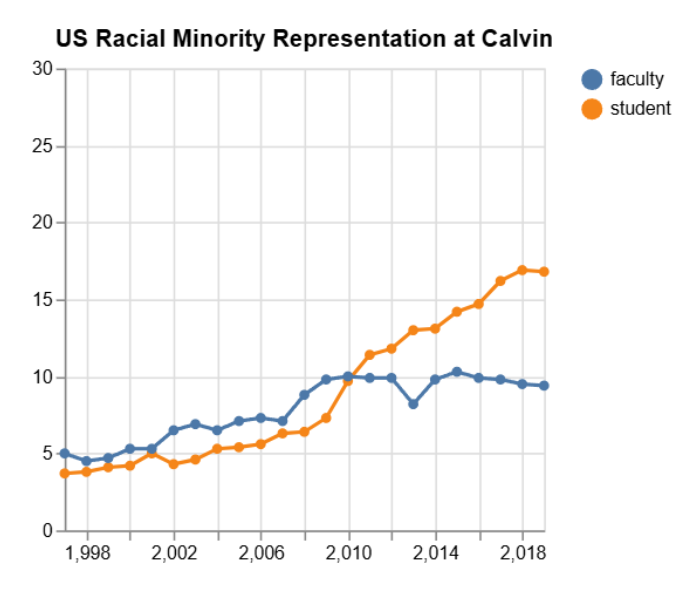 US Racial Minority Representation at Calvin
30
25
20
15
10
5
0
1,998 2,002 2,006 2,010 2,014 2,018
faculty
student